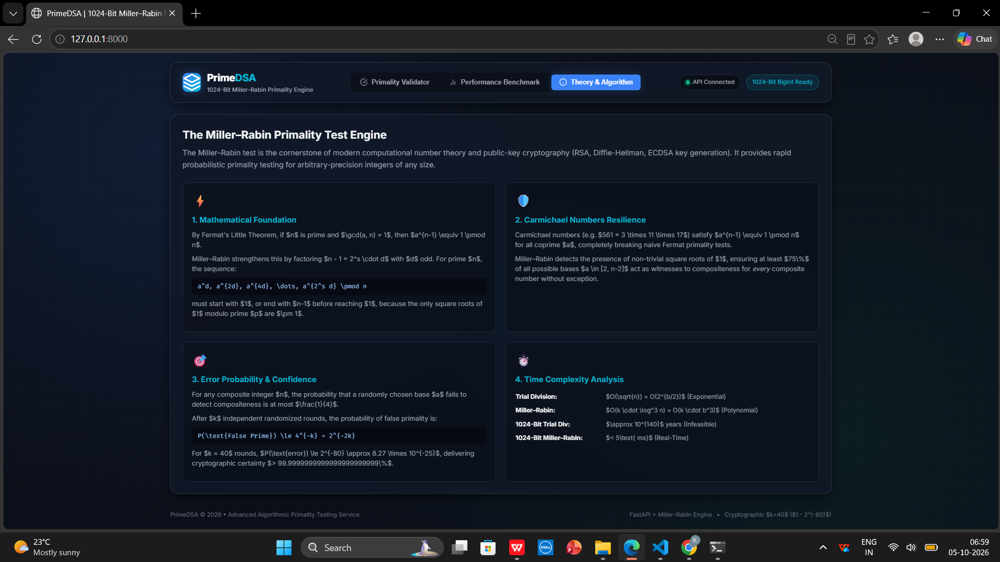 PrimeDSA | 1024-Bit Miller–Rabin
127.0.0.1:8000
Chat
PrimeDSA
1024-Bit Miller–Rabin Primality Engine
Primality Validator
Performance Benchmark
Theory & Algorithm
API Connected
1024-Bit BigInt Ready
The Miller–Rabin Primality Test Engine
The Miller–Rabin test is the cornerstone of modern computational number theory and public-key cryptography (RSA, Diffie-Hellman, ECDSA key generation). It provides rapid
probabilistic primality testing for arbitrary-precision integers of any size.
1. Mathematical Foundation
By Fermat's Little Theorem, if $n$ is prime and $\gcd(a, n) = 1$, then $a^{n-1} \equiv 1 \pmod
n$.
Miller–Rabin strengthens this by factoring $n - 1 = 2^s \cdot d$ with $d$ odd. For prime $n$,
the sequence:
a^d, a^{2d}, a^{4d}, \dots, a^{2^s d} \pmod n
must start with $1$, or end with $n-1$ before reaching $1$, because the only square roots of
$1$ modulo prime $p$ are $\pm 1$.
2. Carmichael Numbers Resilience
Carmichael numbers (e.g. $561 = 3 \times 11 \times 17$) satisfy $a^{n-1} \equiv 1 \pmod n$
for all coprime $a$, completely breaking naive Fermat primality tests.
Miller–Rabin detects the presence of non-trivial square roots of $1$, ensuring at least $75\%$
of all possible bases $a \in [2, n-2]$ act as witnesses to compositeness for every composite
number without exception.
3. Error Probability & Confidence
For any composite integer $n$, the probability that a randomly chosen base $a$ fails to
detect compositeness is at most $\frac{1}{4}$.
After $k$ independent randomized rounds, the probability of false primality is:
P(\text{False Prime}) \le 4^{-k} = 2^{-2k}
For $k = 40$ rounds, $P(\text{error}) \le 2^{-80} \approx 8.27 \times 10^{-25}$, delivering
cryptographic certainty $> 99.9999999999999999999999\%$.
4. Time Complexity Analysis
Trial Division: $O(\sqrt{n}) = O(2^{b/2})$ (Exponential)
Miller–Rabin: $O(k \cdot \log^3 n) = O(k \cdot b^3)$ (Polynomial)
1024-Bit Trial Div: $\approx 10^{140}$ years (Infeasible)
1024-Bit Miller–Rabin: $< 5\text{ ms}$ (Real-Time)
PrimeDSA © 2026 • Advanced Algorithmic Primality Testing Service
FastAPI + Miller–Rabin Engine • Cryptographic $k=40$ ($1 - 2^{-80}$)
23°C
Mostly sunny
Search
DELL
K
ENG
IN
06:59
05-10-2026